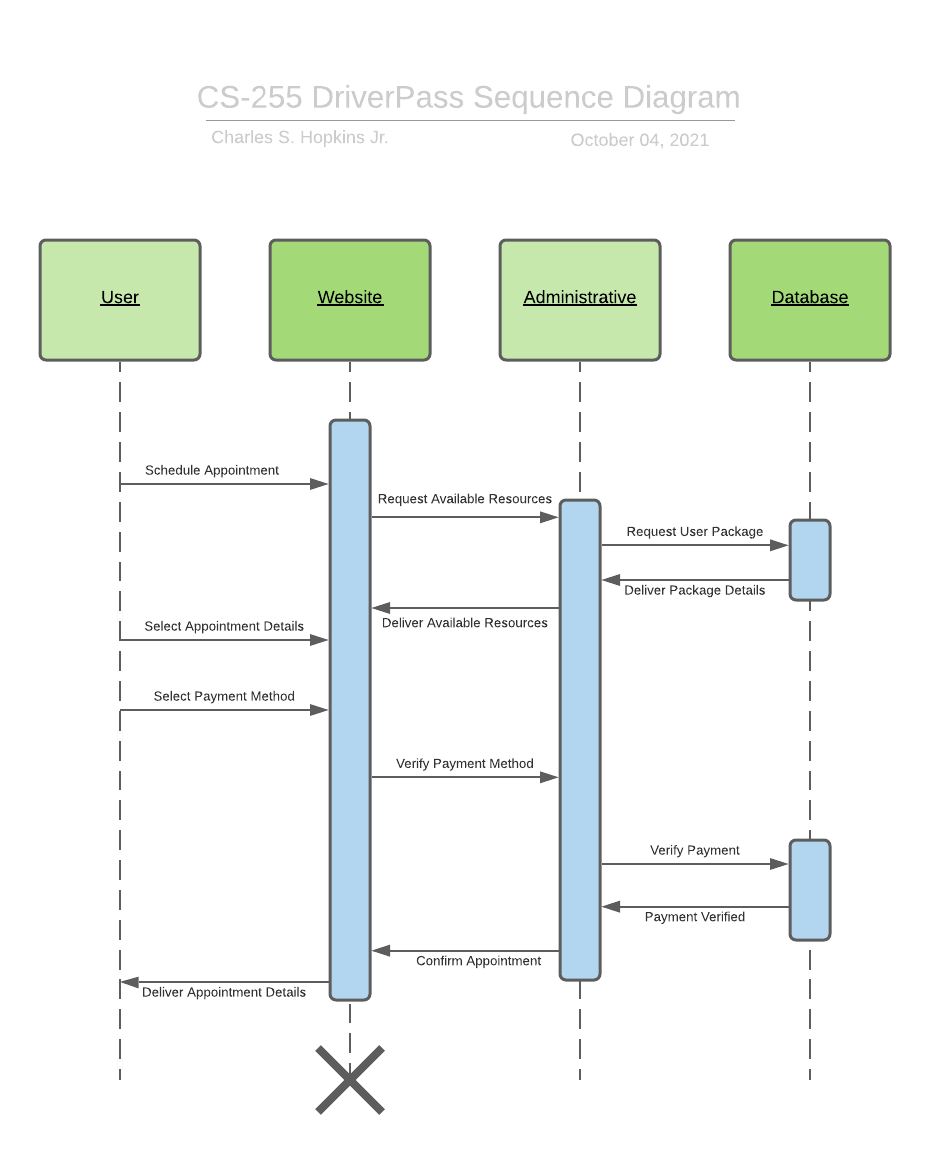 CS-255 DriverPass Sequence Diagram
Charles S. Hopkins Jr.
October 04, 2021
User
Website
Administrative
Database
Schedule Appointment
Request Available Resources
Request User Package
Deliver Package Details
Deliver Available Resources
Select Appointment Details
Select Payment Method
Verify Payment Method
Verify Payment
Payment Verified
Confirm Appointment
Deliver Appointment Details